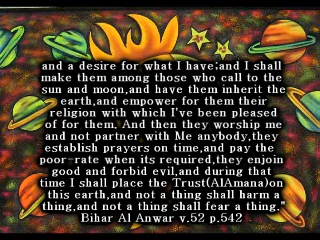 and a desire for what I have;and I shall
make them among those who call to the
sun and moon,and have them inherit the
earth,and empower for them their
religion with which I've been pleased
of for them. And then they worship me
and not partner with Me anybody,they
establish prayers on time,and pay the
poor-rate when its required,they enjoin
good and forbid evil,and during that
time I shall place the Trust(AlAmana)on
this earth,and not a thing shall harm a
thing,and not a thing shall fear a thing."
Bihar Al Anwar v.52 p.542